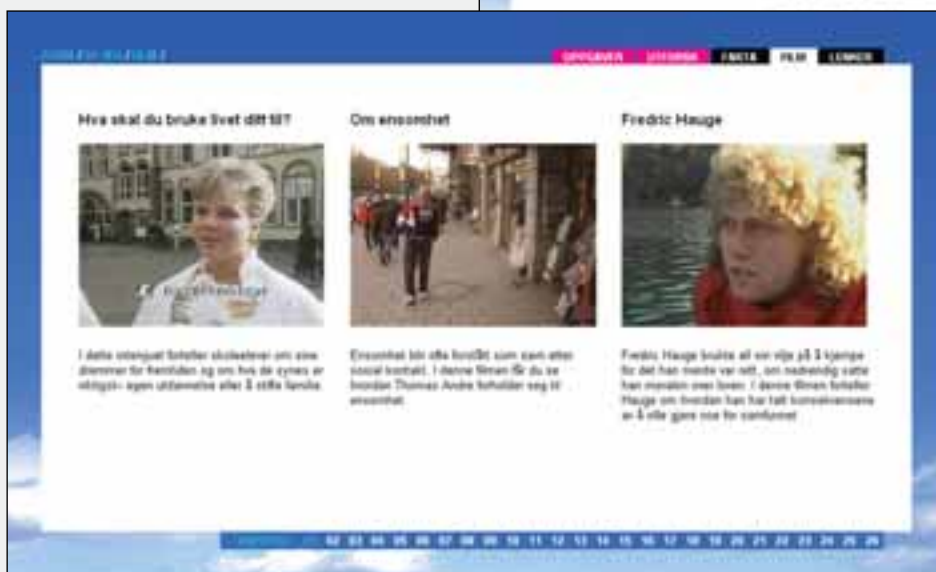 OPPGAVER UTFORSK FAKTA FILM LENKER
Hva skal du bruke livet ditt til?
Om ensomhet
Fredric Hauge
I dette intervjuet forteller skoleelever om sine
drømmer for fremtiden og om hva de synes er
viktigst- egen utdannelse eller å stifte familie.
Ensomhet blir ofte forstått som savn etter
sosial kontakt. I denne filmen får du se
hvordan Thomas Andre forholder seg til
ensomhet.
Fredric Hauge brukte all sin vilje på å kjempe
for det han mente var rett, om nødvendig satte
han moralen over loven. I denne filmen forteller
Hauge om hvordan han har tatt konsekvensene
av å ville gjøre noe for samfunnet
02 03 04 05 06 07 08 09 10 11 12 13 14 15 16 17 18 19 20 21 22 23 24 25 26